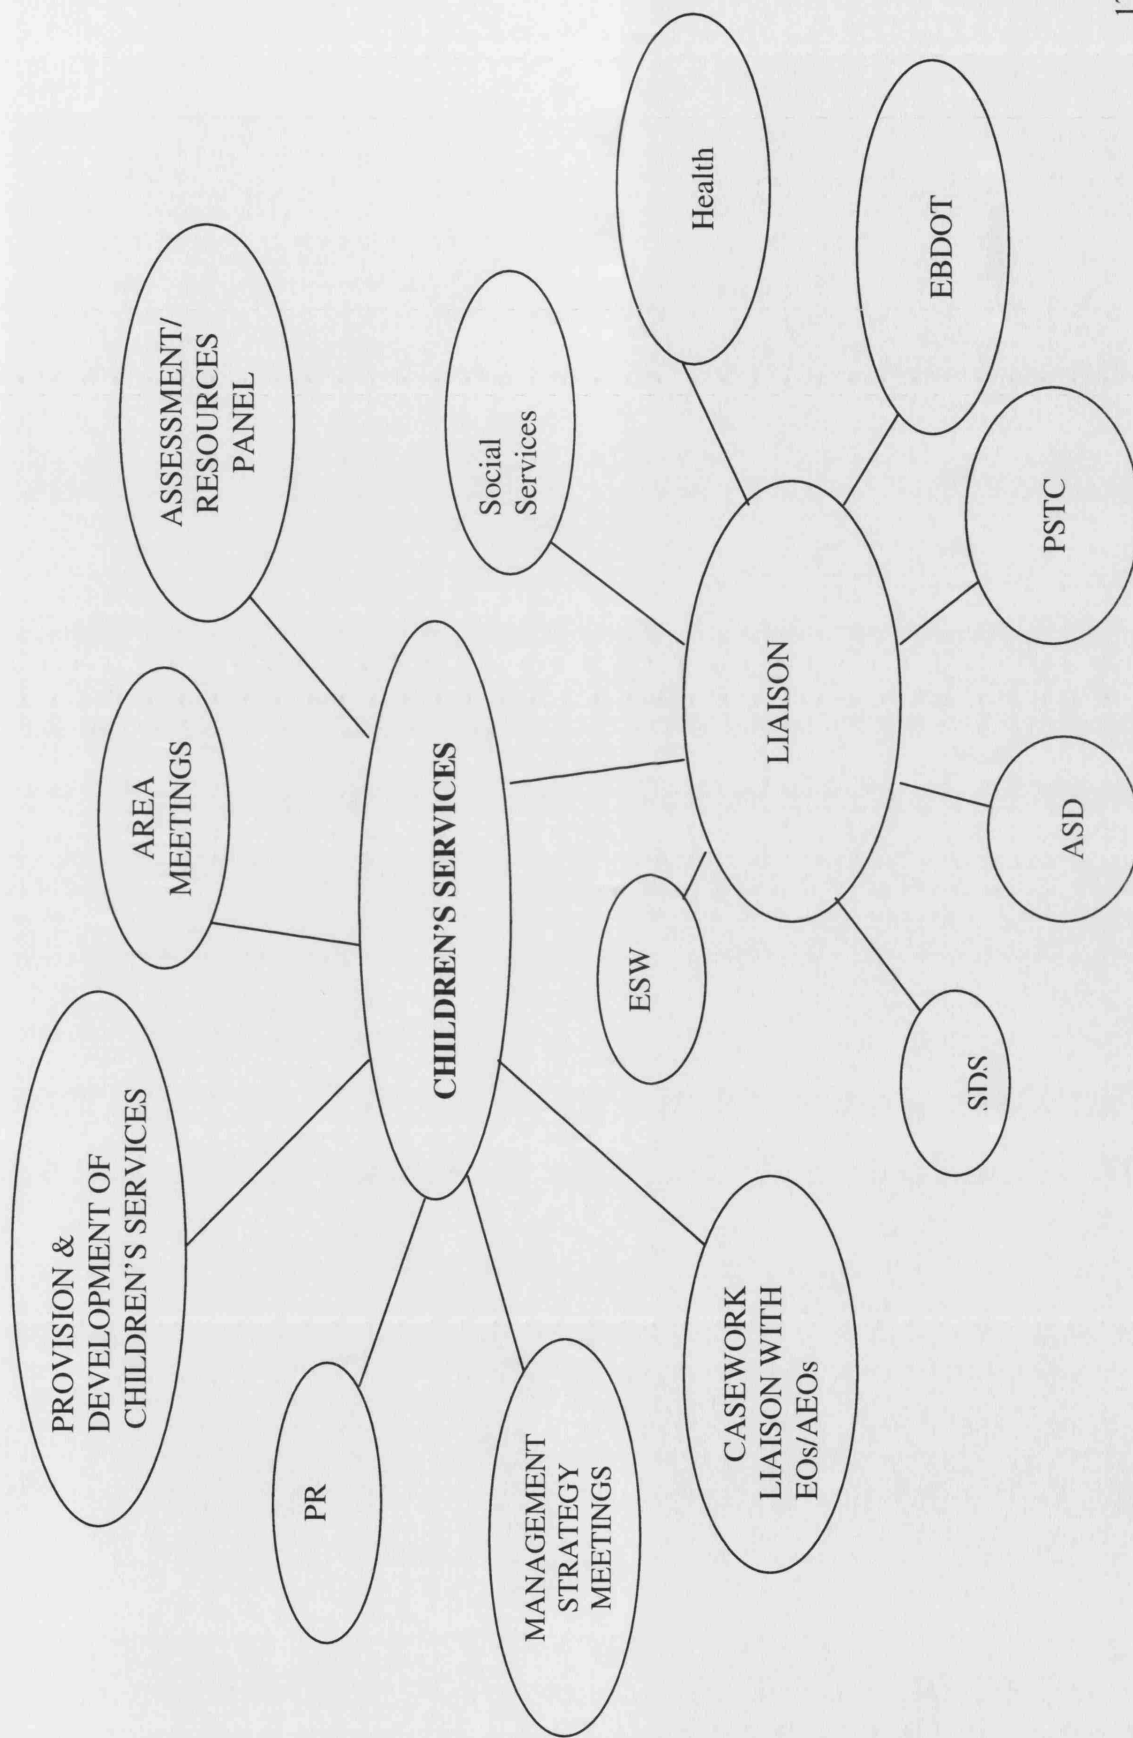 PROVISION &
DEVELOPMENT OF
CHILDREN'S SERVICES
AREA
MEETINGS
ASSESSMENT/
RESOURCES
PANEL
PR
CHILDREN'S SERVICES
Social
Services
MANAGEMENT
STRATEGY
MEETINGS
ESW
Health
CASEWORK
LIAISON WITH
EOs/AEOs
LIAISON
SDS
ASD
PSTC
EBDOT